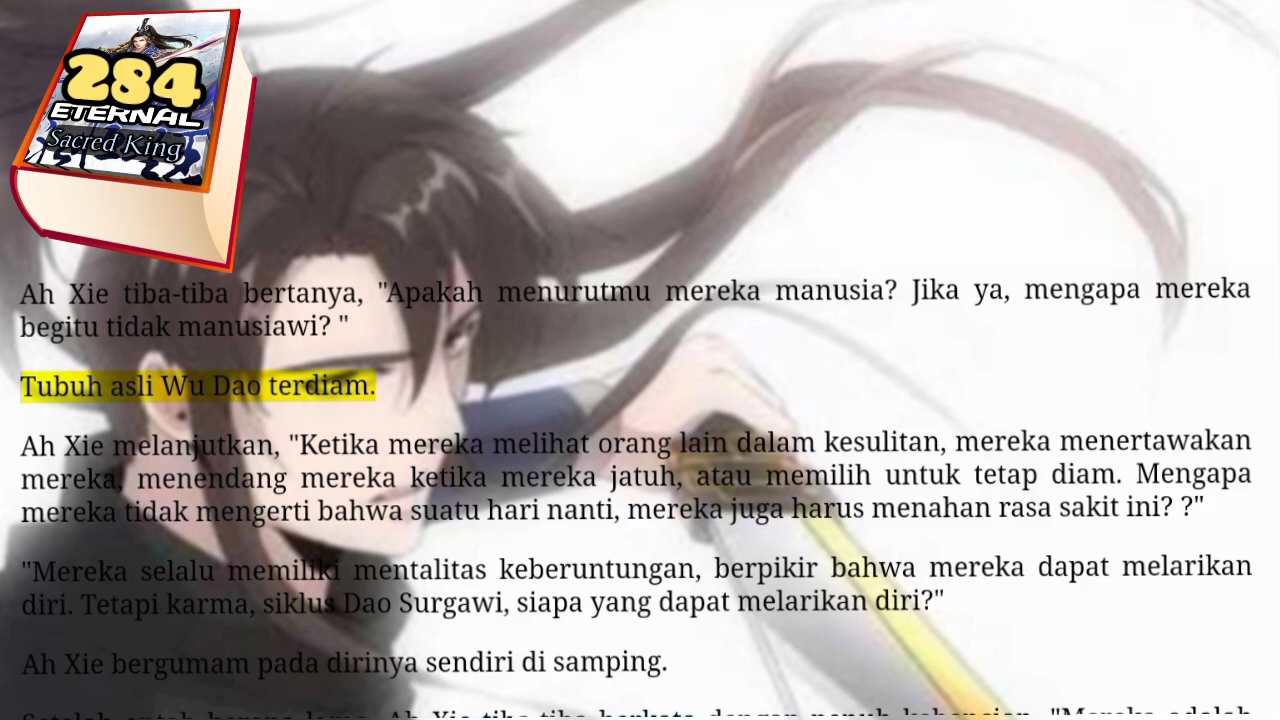 284
ETERNAL
Sacred King
Ah Xie tiba-tiba bertanya, "Apakah menurutmu mereka manusia? Jika ya, mengapa mereka
begitu tidak manusiawi? "
Tubuh asli Wu Dao terdiam.
Ah Xie melanjutkan, "Ketika mereka melihat orang lain dalam kesulitan, mereka menertawakan
mereka, menendang mereka ketika mereka jatuh, atau memilih untuk tetap diam. Mengapa
mereka tidak mengerti bahwa suatu hari nanti, mereka juga harus menahan rasa sakit ini? ?"
"Mereka selalu memiliki mentalitas keberuntungan, berpikir bahwa mereka dapat melarikan
diri. Tetapi karma, siklus Dao Surgawi, siapa yang dapat melarikan diri?"
Ah Xie bergumam pada dirinya sendiri di samping.